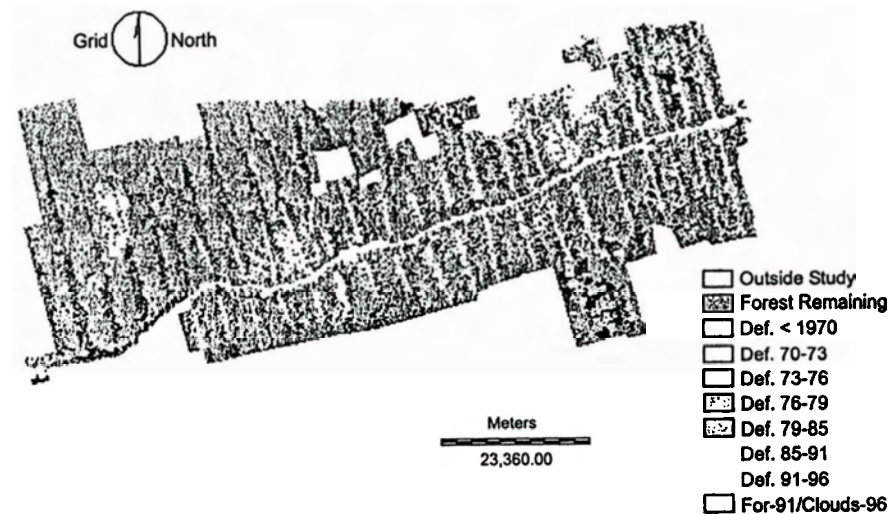 Grid North
Outside Study
Forest Remaining
Def. < 1970
Def. 70-73
Def. 73-76
Def. 76-79
Def. 79-85
Def. 85-91
Def. 91-96
For-91/Clouds-96
Meters
23,360.00